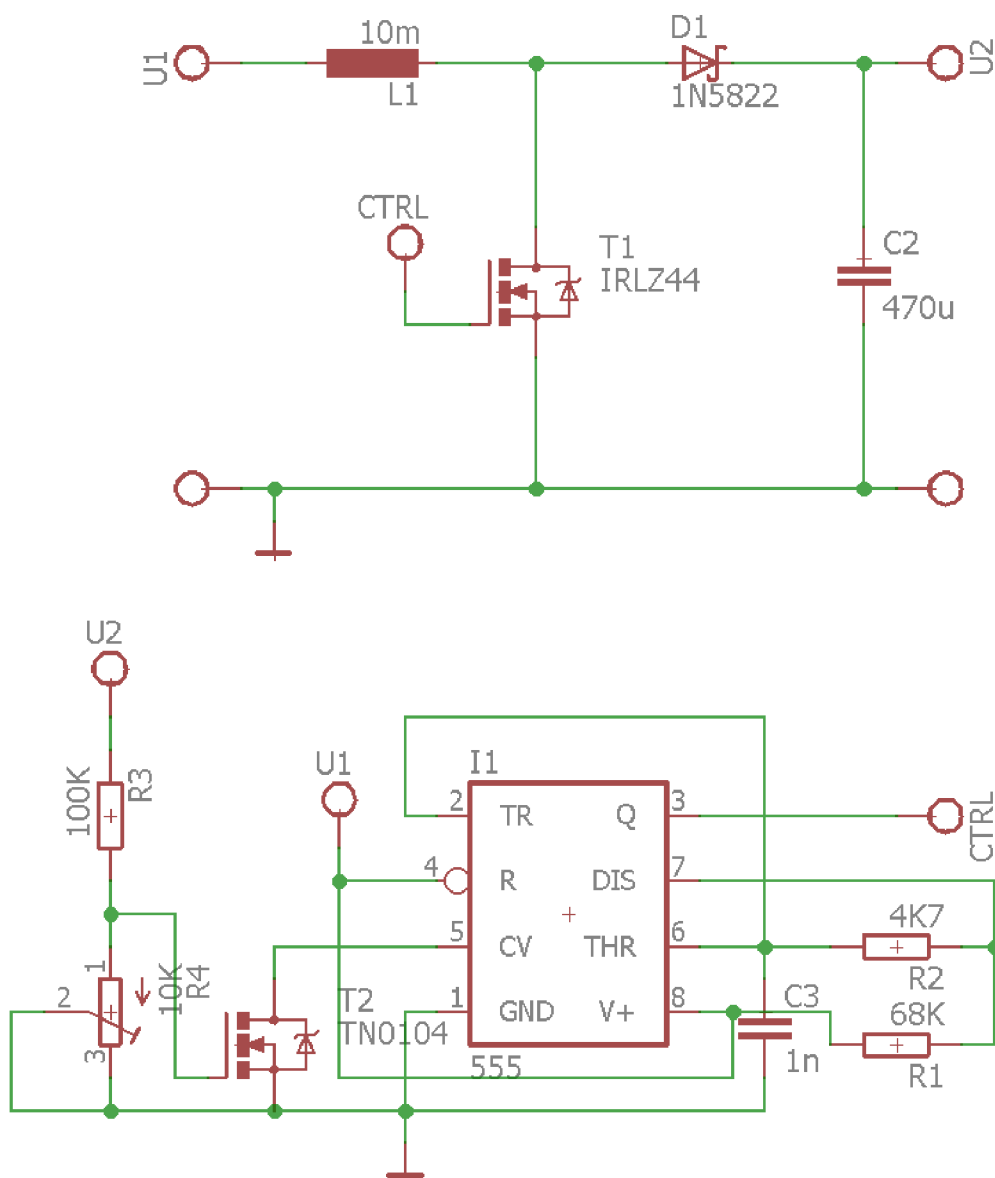 10m
D1
U1
U2
L1
1N5822
CTRL
T1
IRLZ44
C2
470u
U2
U1
I1
100K
R3
2
TR
Q
3
CTRL
4
R
DIS
7
5
CV
THR
6
4K7
R2
1
10K
R4
2
3
T2
TN0104
1
GND
V+
8
C3
1n
68K
R1
555